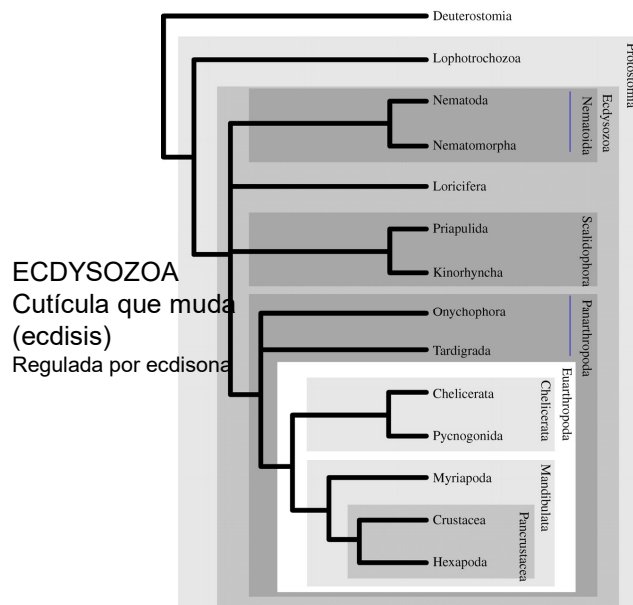 Deuterostomia
Protostomia
Lophotrochozoa
Ecdysozoa
Nematoida
Nematoda
Nematomorpha
Loricifera
Scalidophora
Priapulida
Kinorhyncha
ECDYSOZOA
Cutícula que muda
(ecdisis)
Regulada por ecdisona
Panarthropoda
Onychophora
Tardigrada
Euarthropoda
Chelicerata
Chelicerata
Pycnogonida
Mandibulata
Myriapoda
Pancrustacea
Crustacea
Hexapoda